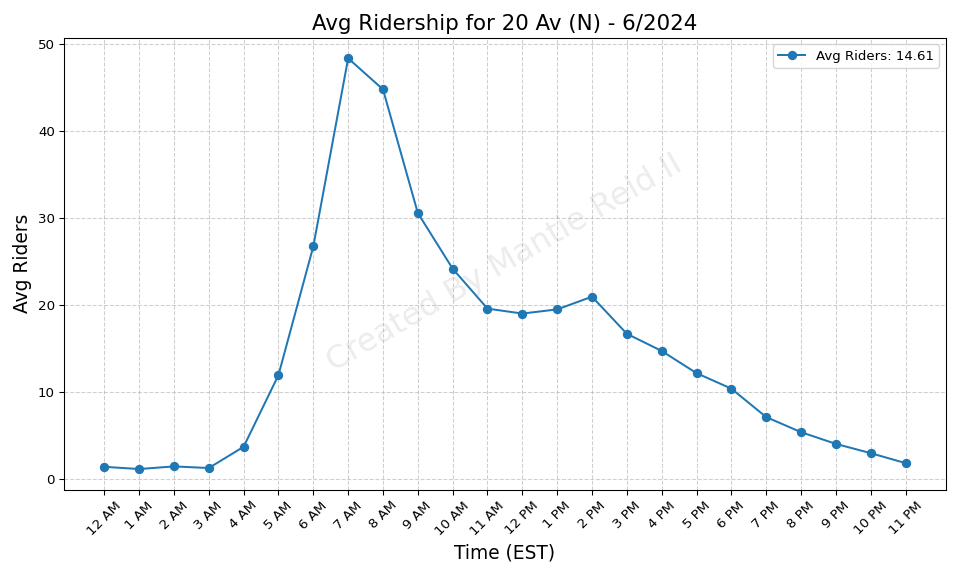 Avg Ridership for 20 Av (N) - 6/2024
Avg Riders: 14.61
50
40
30
20
10
0
Avg Riders
Created By Mantle Reid II
12 AM
1 AM
2 AM
3 AM
4 AM
5 AM
6 AM
7 AM
8 AM
9 AM
10 AM
11 AM
12 PM
1 PM
2 PM
3 PM
4 PM
5 PM
6 PM
7 PM
8 PM
9 PM
10 PM
11 PM
Time (EST)